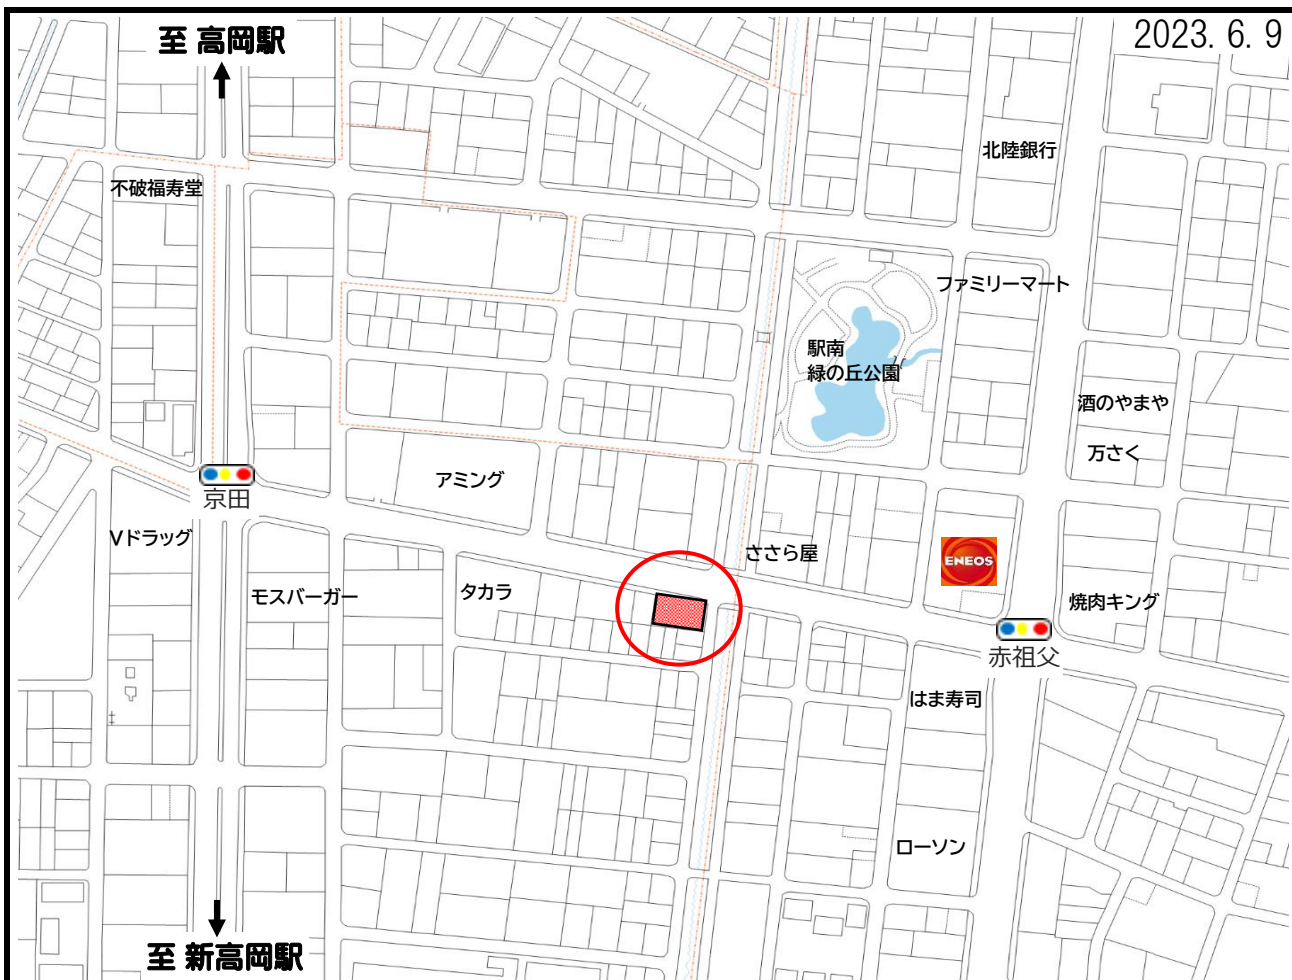 至 高岡駅
2023. 6. 9
北陸銀行
不破福寿堂
ファミリーマート
駅南
緑の丘公園
酒のやまや
万さく
アミング
京田
Vドラッグ
ささら屋
ENEOS
モスバーガー
タカラ
焼肉キング
赤祖父
はま寿司
ローソン
至 新高岡駅